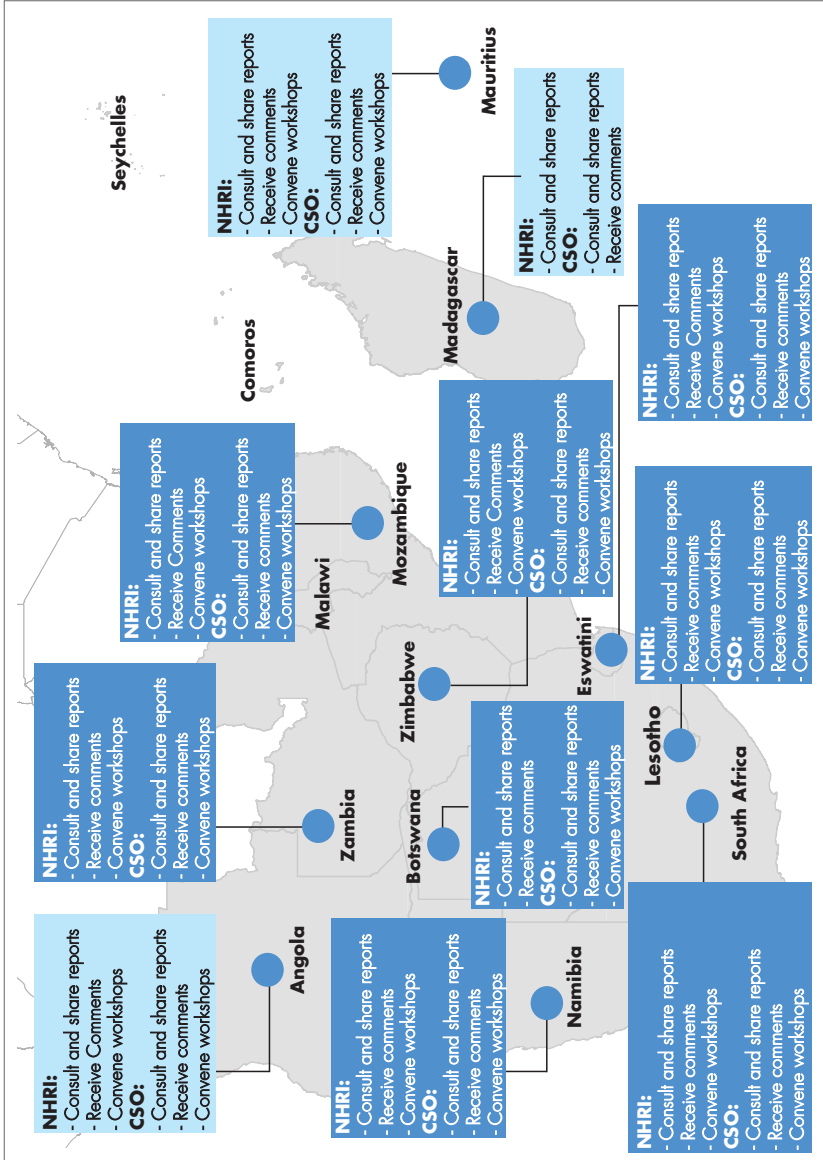 NHRI:
- Consult and share reports
- Receive Comments
- Convene workshops
CSO:
- Consult and share reports
- Receive comments
- Convene workshops
Angola
NHRI:
- Consult and share reports
- Receive comments
- Convene workshops
CSO:
- Consult and share reports
- Receive comments
- Convene workshops
Zambia
NHRI:
- Consult and share reports
- Receive Comments
- Convene workshops
CSO:
- Consult and share reports
- Receive comments
- Convene workshops
Malawi
Mozambique
Comoros
Seychelles
NHRI:
- Consult and share reports
- Receive comments
- Convene workshops
CSO:
- Consult and share reports
- Receive comments
- Convene workshops
Mauritius
NHRI:
- Consult and share reports
- Receive comments
- Convene workshops
CSO:
- Consult and share reports
- Receive comments
- Convene workshops
Namibia
Botswana
NHRI:
- Consult and share reports
- Receive comments
CSO:
- Consult and share reports
- Receive comments
- Convene workshops
Zimbabwe
NHRI:
- Consult and share reports
- Receive Comments
- Convene workshops
CSO:
- Consult and share reports
- Receive comments
- Convene workshops
Madagascar
NHRI:
- Consult and share reports
CSO:
- Consult and share reports
- Receive comments
NHRI:
- Consult and share reports
- Receive comments
- Convene workshops
CSO:
- Consult and share reports
- Receive comments
- Convene workshops
South Africa
Lesotho
NHRI:
- Consult and share reports
- Receive comments
- Convene workshops
CSO:
- Consult and share reports
- Receive comments
- Convene workshops
Eswatini
NHRI:
- Consult and share reports
- Receive Comments
- Convene workshops
CSO:
- Consult and share reports
- Receive comments
- Convene workshops